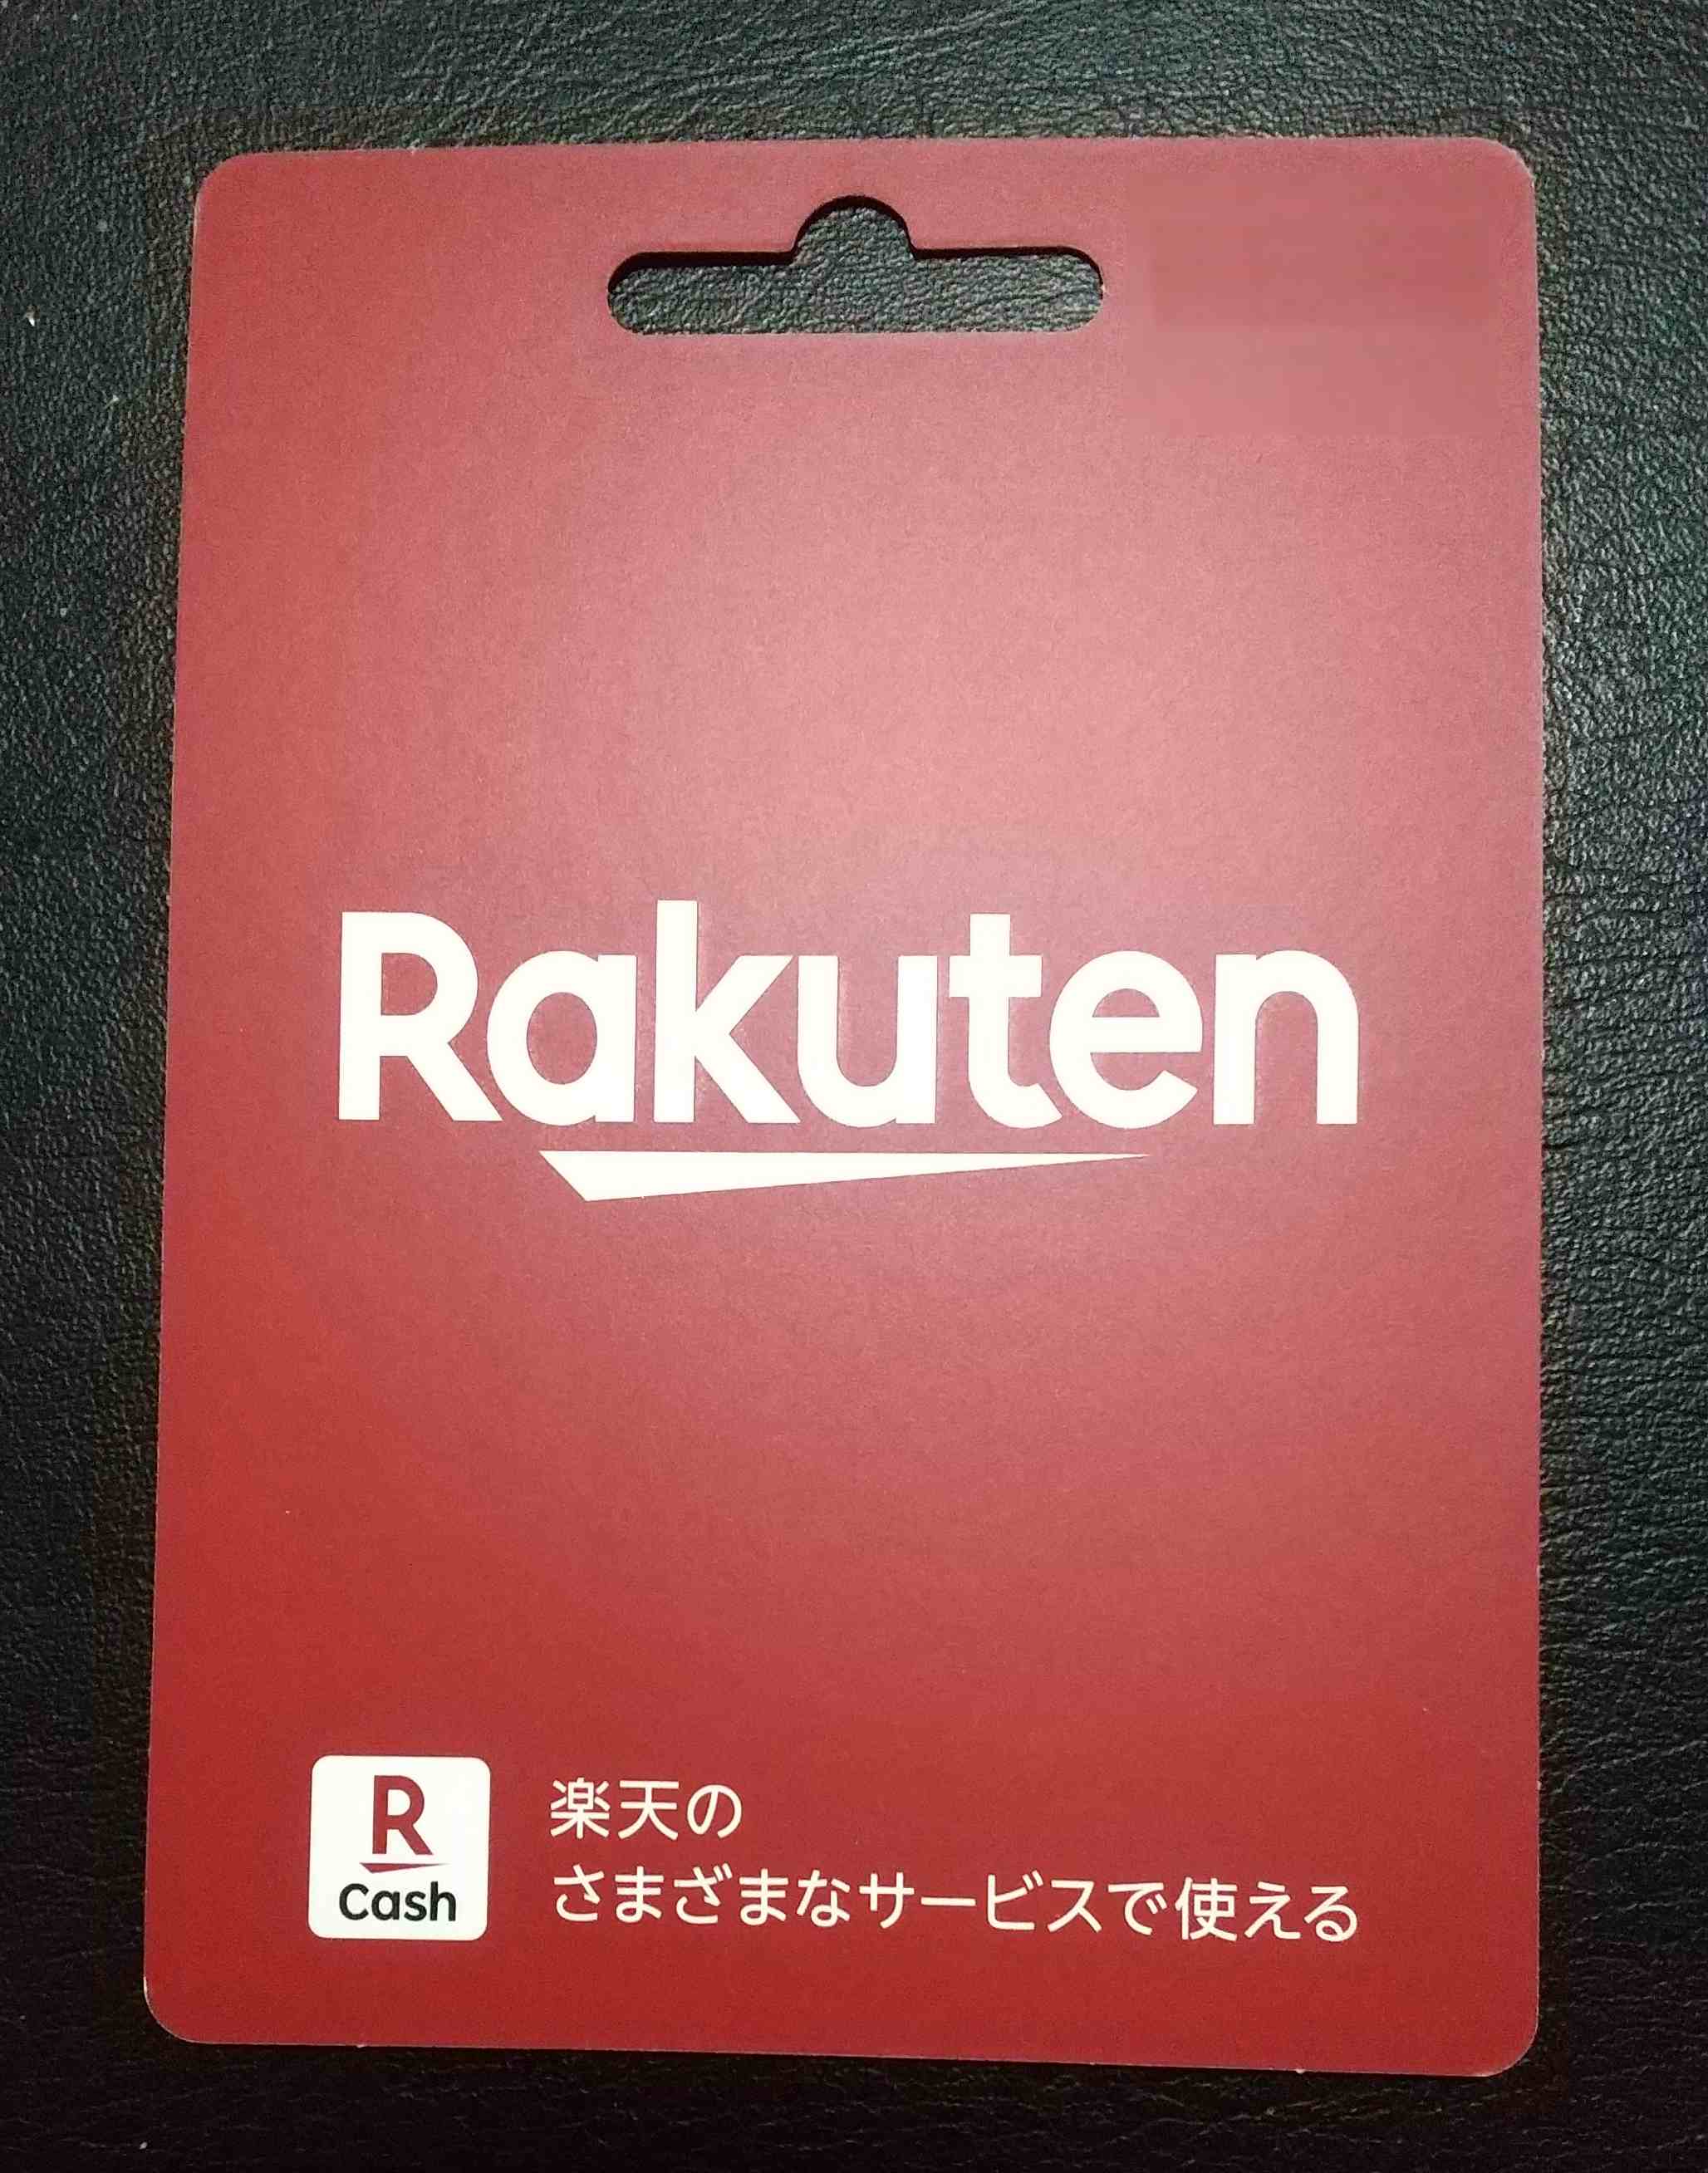 Rakuten
R
Cash
楽天の
さまざまなサービスで使える